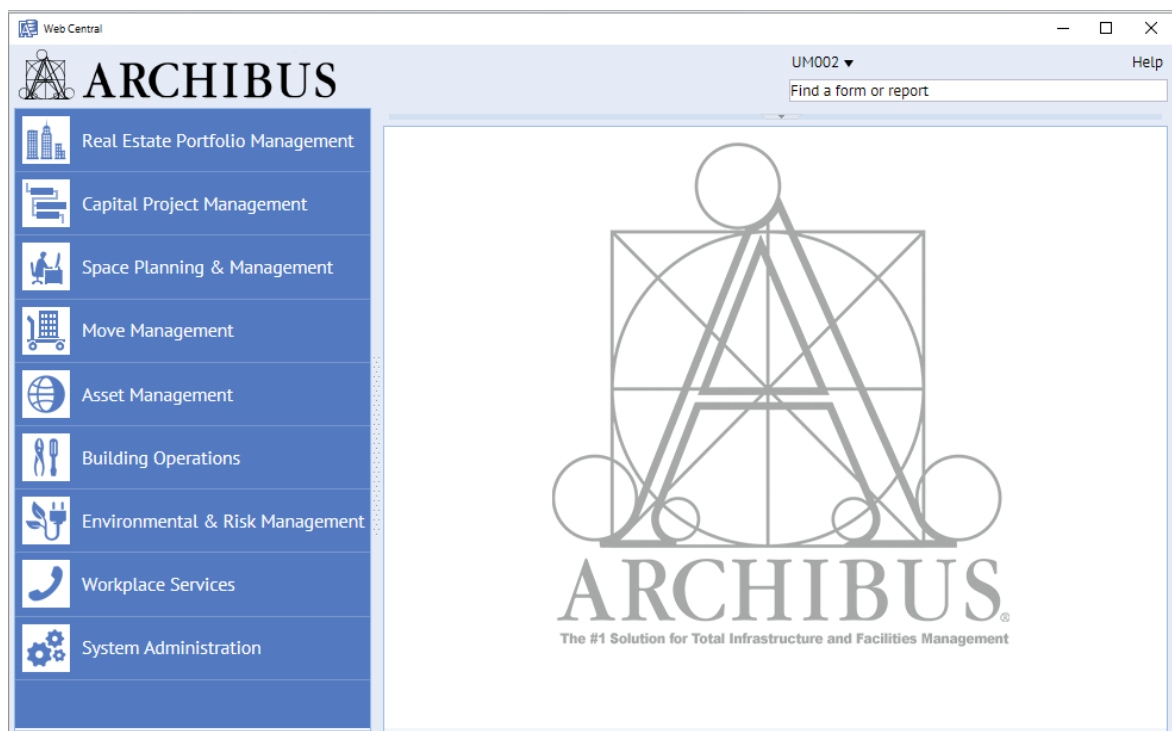 Web Central
ARCHIBUS
UM002
Help
Find a form or report
Real Estate Portfolio Management
Capital Project Management
Space Planning & Management
Move Management
Asset Management
Building Operations
Environmental & Risk Management
Workplace Services
System Administration
ARCHIBUS®
The #1 Solution for Total Infrastructure and Facilities Management